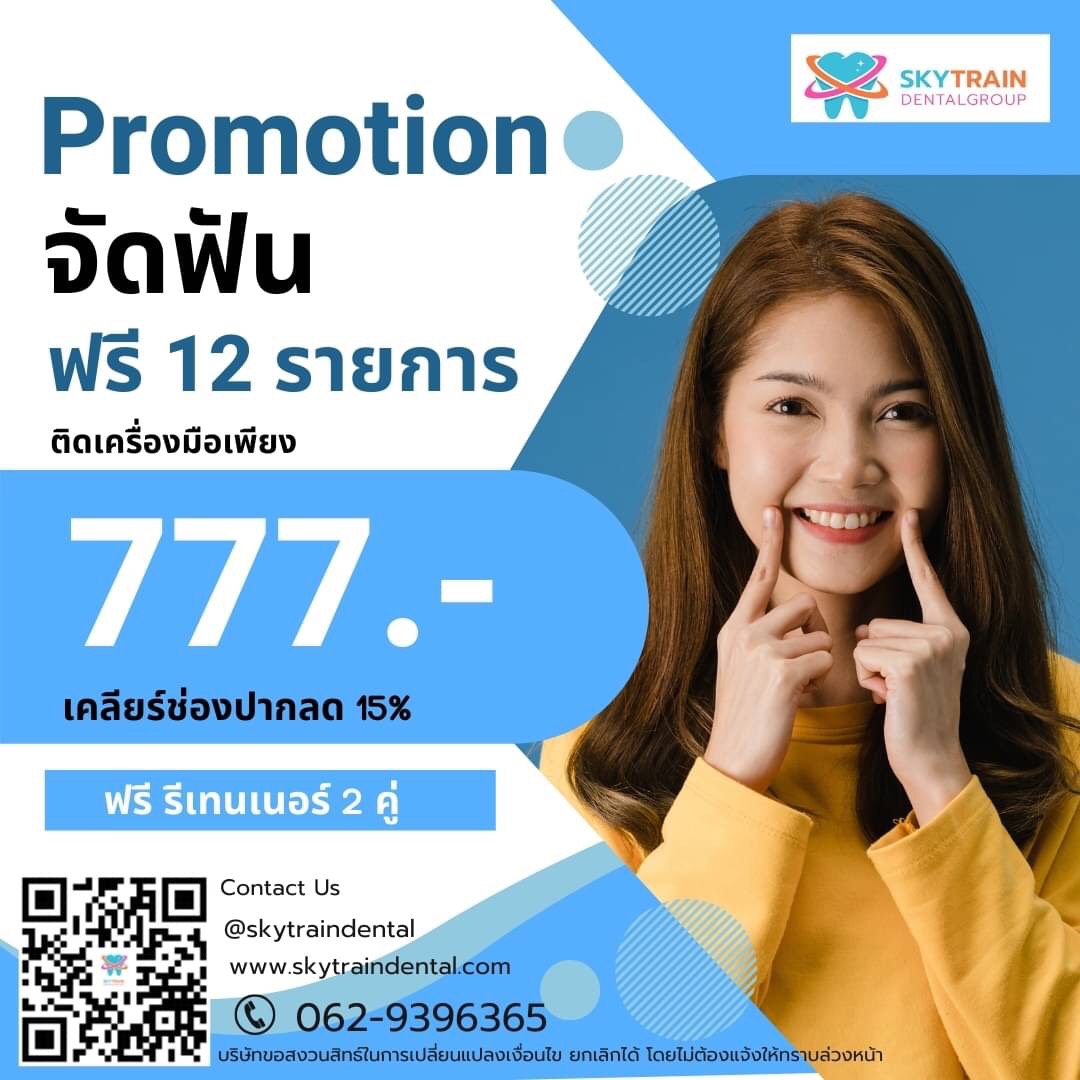 SKYTRAIN
DENTALGROUP
Promotion
จัดฟัน
ฟรี 12 รายการ
ติดเครื่องมือเพียง
777.-
เคลียร์ช่องปากลด 15%
ฟรี รีเทนเนอร์ 2 คู่
Contact Us
@skytraindental
www.skytraindental.com
062-9396365
บริษัทขอสงวนสิทธ์ในการเปลี่ยนแปลงเงื่อนไข ยกเลิกได้ โดยไม่ต้องแจ้งให้ทราบล่วงหน้า